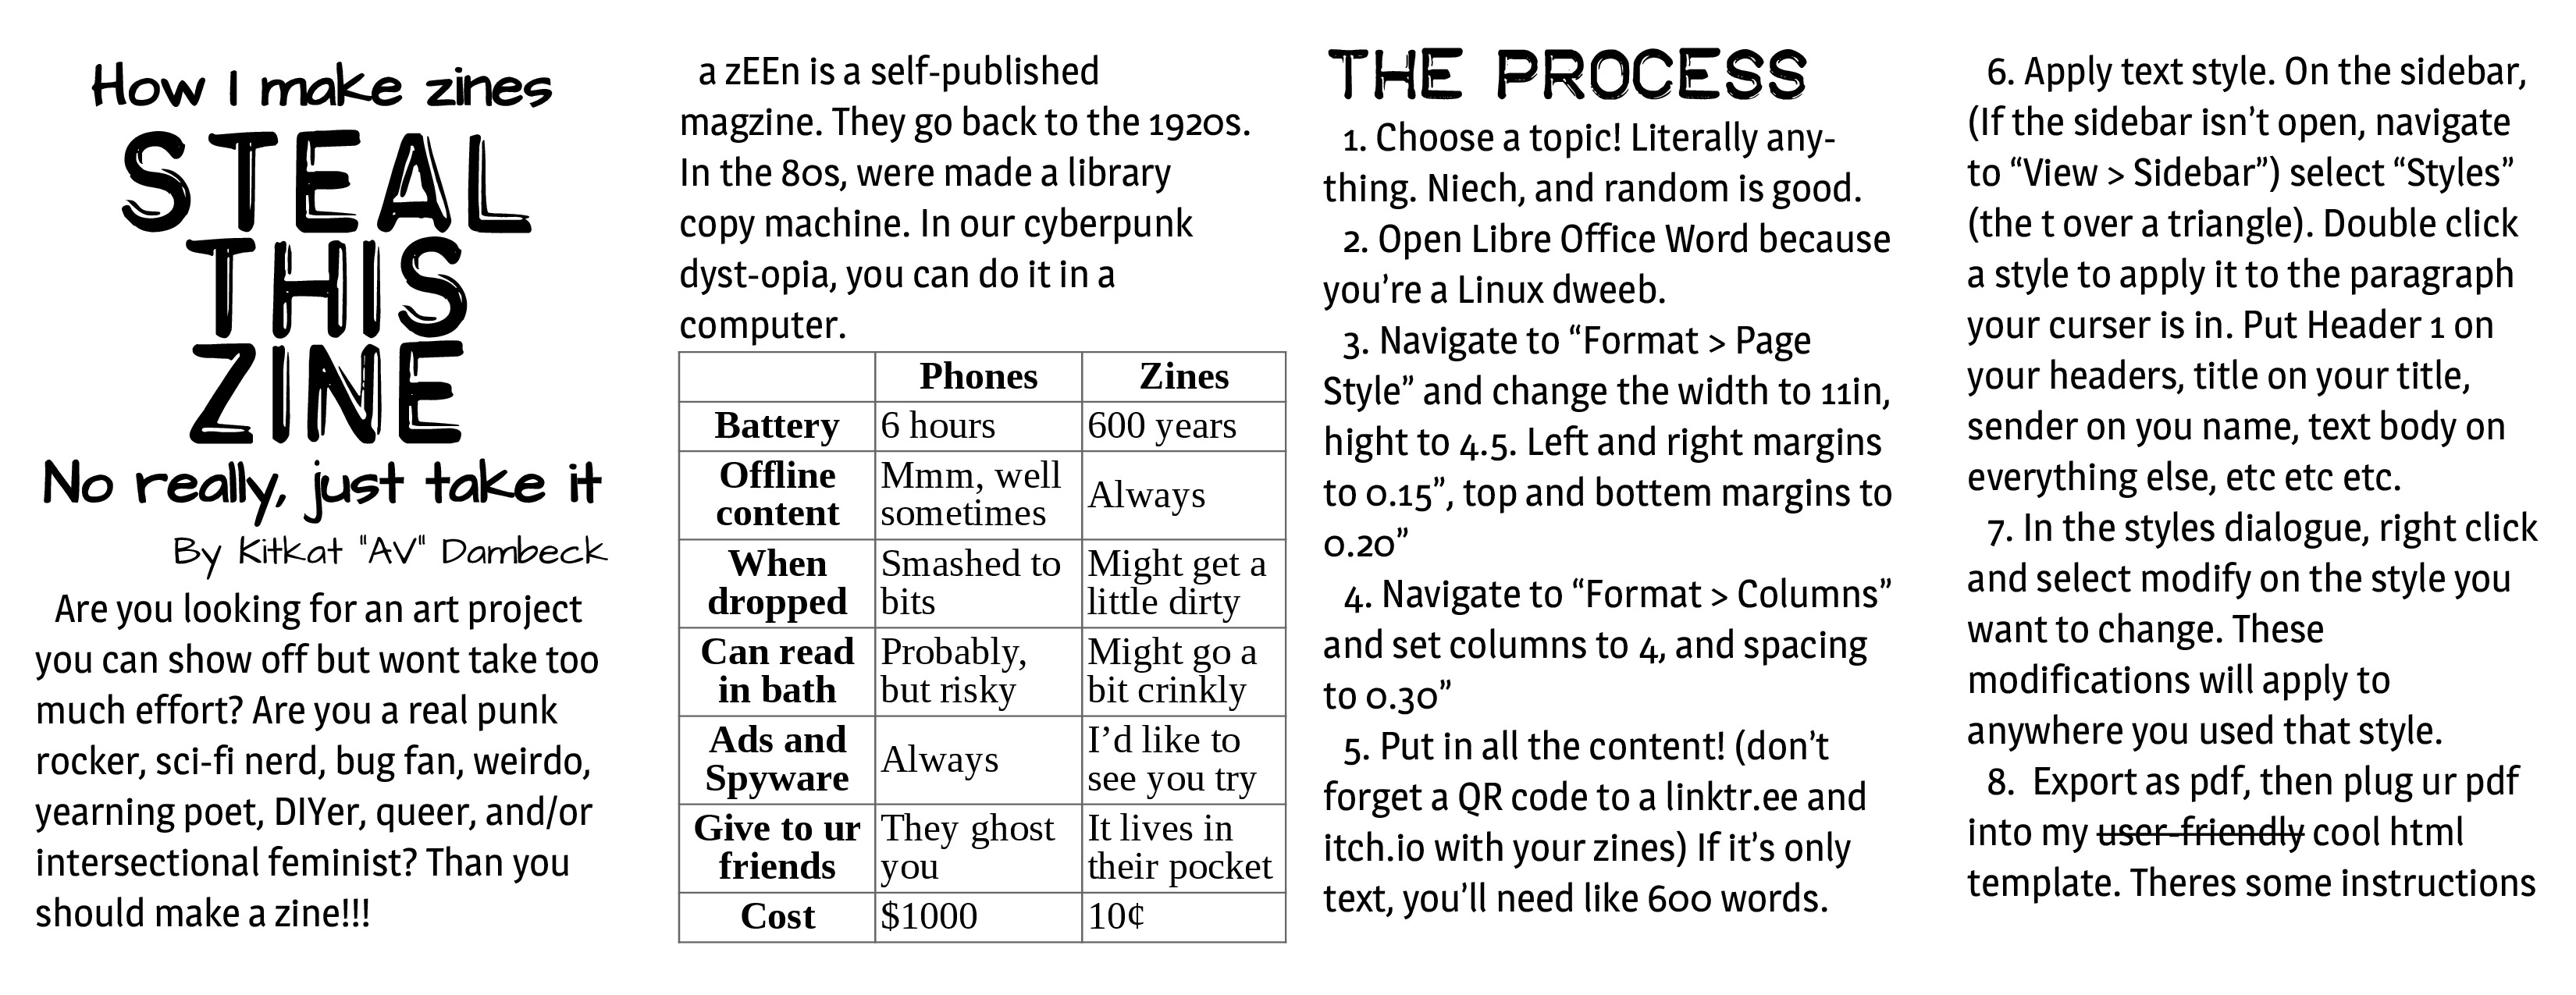 How I make zines
STEAL
THIS
ZINE
No really, just take it
By Kitkat "AV" Dambeck
Are you looking for an art project
you can show off but wont take too
much effort? Are you a real punk
rocker, sci-fi nerd, bug fan, weirdo,
yearning poet, DIYer, queer, and/or
intersectional feminist? Than you
should make a zine!!!
a zEEn is a self-published
magzine. They go back to the 1920s.
In the 80s, were made a library
copy machine. In our cyberpunk
dyst-opia, you can do it in a
computer.
Phones Zines
Battery 6 hours 600 years
Offline content Mmm, well sometimes Always
When dropped Smashed to bits Might get a little dirty
Can read in bath Probably, but risky Might go a bit crinkly
Ads and Spyware Always I’d like to see you try
Give to ur friends They ghost you It lives in their pocket
Cost $1000 10¢
THE PROCESS
1. Choose a topic! Literally any-
thing. Niech, and random is good.
2. Open Libre Office Word because
you’re a Linux dweeb.
3. Navigate to “Format > Page
Style” and change the width to 11in,
hight to 4.5. Left and right margins
to 0.15”, top and bottem margins to
0.20”
4. Navigate to “Format > Columns”
and set columns to 4, and spacing
to 0.30”
5. Put in all the content! (don’t
forget a QR code to a linktr.ee and
itch.io with your zines) If it’s only
text, you’ll need like 600 words.
6. Apply text style. On the sidebar,
(If the sidebar isn’t open, navigate
to “View > Sidebar”) select “Styles”
(the t over a triangle). Double click
a style to apply it to the paragraph
your curser is in. Put Header 1 on
your headers, title on your title,
sender on you name, text body on
everything else, etc etc etc.
7. In the styles dialogue, right click
and select modify on the style you
want to change. These
modifications will apply to
anywhere you used that style.
8. Export as pdf, then plug ur pdf
into my user-friendly cool html
template. Theres some instructions